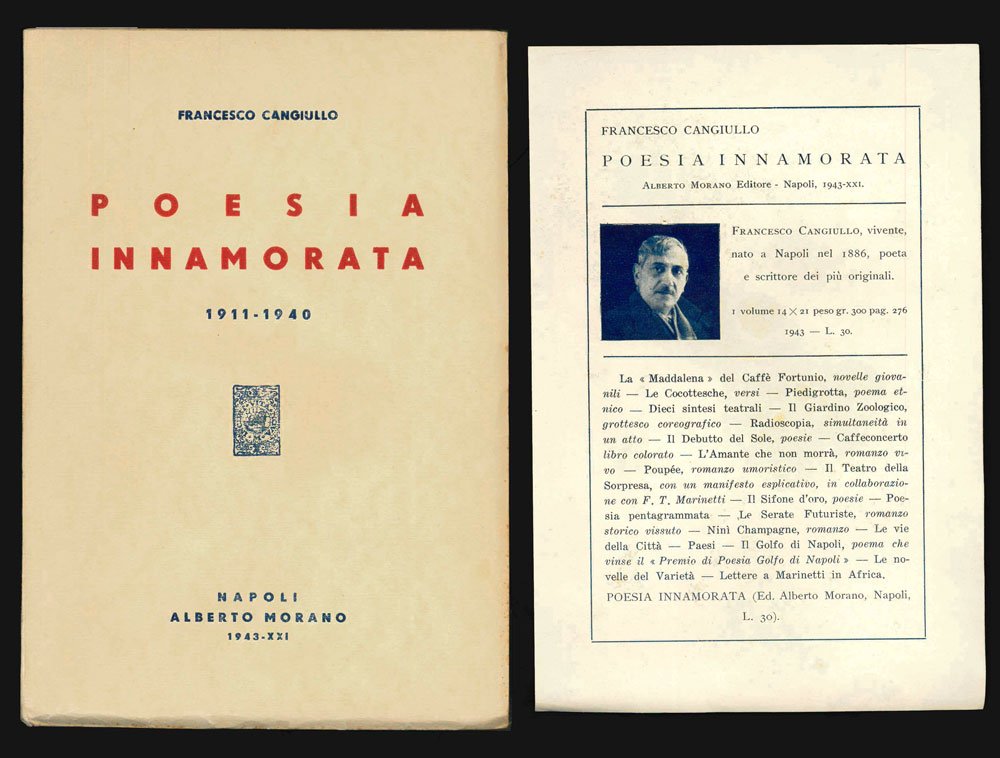 FRANCESCO CANGIULLO
POESIA
INNAMORATA
1911-1940
NAPOLI
ALBERTO MORANO
1943-XXI
FRANCESCO CANGIULLO
POESIA INNAMORATA
ALBERTO MORANO Editore - Napoli, 1943-XXI.
FRANCESCO CANGIULLO, vivente,
nato a Napoli nel 1886, poeta
e scrittore dei più originali.
1 volume 14 × 21 peso gr. 300 pag. 276
1943 — L. 30.
La « Maddalena » del Caffè Fortunio, novelle giova-
nili — Le Cocottesche, versi — Piedigrotta, poema et-
nico — Dieci sintesi teatrali — Il Giardino Zoologico,
grottesco coreografico — Radioscopia, simultaneità in
un atto — Il Debutto del Sole, poesie — Caffeconcerto
libro colorato — L'Amante che non morrà, romanzo vi-
vo — Poupée, romanzo umoristico — Il Teatro della
Sorpresa, con un manifesto esplicativo, in collaborazio-
ne con F. T. Marinetti — Il Sifone d'oro, poesie — Poe-
sia pentagrammata — Le Serate Futuriste, romanzo
storico vissuto — Ninì Champagne, romanzo — Le vie
della Città — Paesi — Il Golfo di Napoli, poema che
vinse il « Premio di Poesia Golfo di Napoli » — Le no-
velle del Varietà — Lettere a Marinetti in Africa.
POESIA INNAMORATA (Ed. Alberto Morano, Napoli,
L. 30).